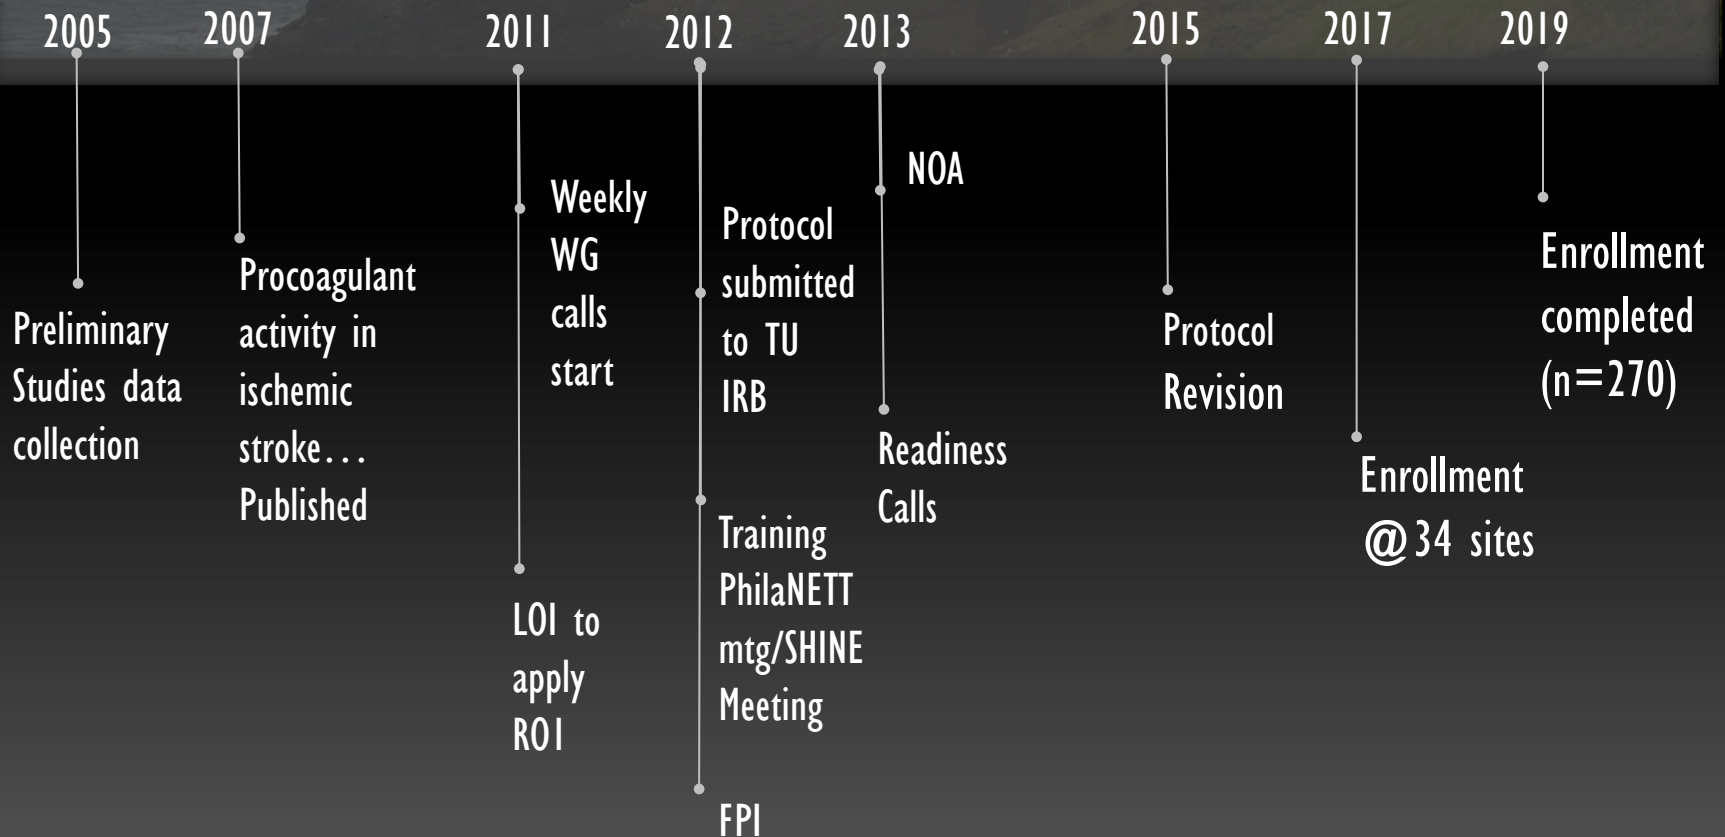 2005
2007
2011
2012
2013
2015
2017
2019
Preliminary
Studies data
collection
Procoagulant
activity in
ischemic
stroke…
Published
Weekly
WG
calls
start
LOI to
apply
RO1
Protocol
submitted
to TU
IRB
Training
PhilaNETT
mtg/SHINE
Meeting
FPI
NOA
Readiness
Calls
Protocol
Revision
Enrollment
@34 sites
Enrollment
completed
(n=270)